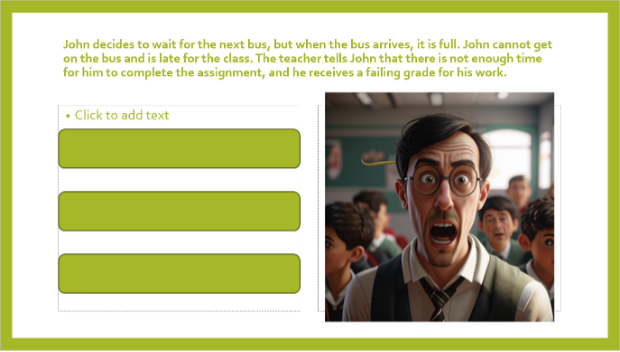 John decides to wait for the next bus, but when the bus arrives, it is full. John cannot get
on the bus and is late for the class. The teacher tells John that there is not enough time
for him to complete the assignment, and he receives a failing grade for his work.
• Click to add text